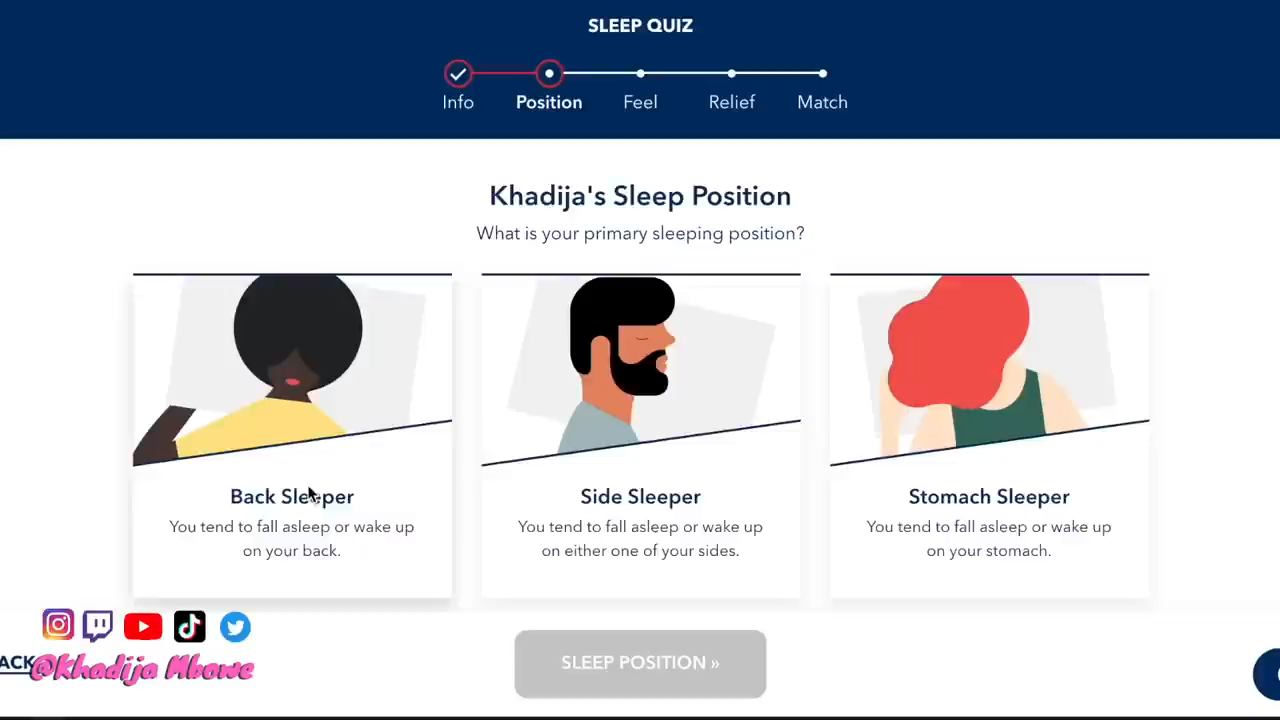 SLEEP QUIZ
Info Position Feel Relief Match
Khadija's Sleep Position
What is your primary sleeping position?
Back Sleeper
You tend to fall asleep or wake up
on your back.
Side Sleeper
You tend to fall asleep or wake up
on either one of your sides.
Stomach Sleeper
You tend to fall asleep or wake up
on your stomach.
ACK
@Khadija Mbowe
SLEEP POSITION »